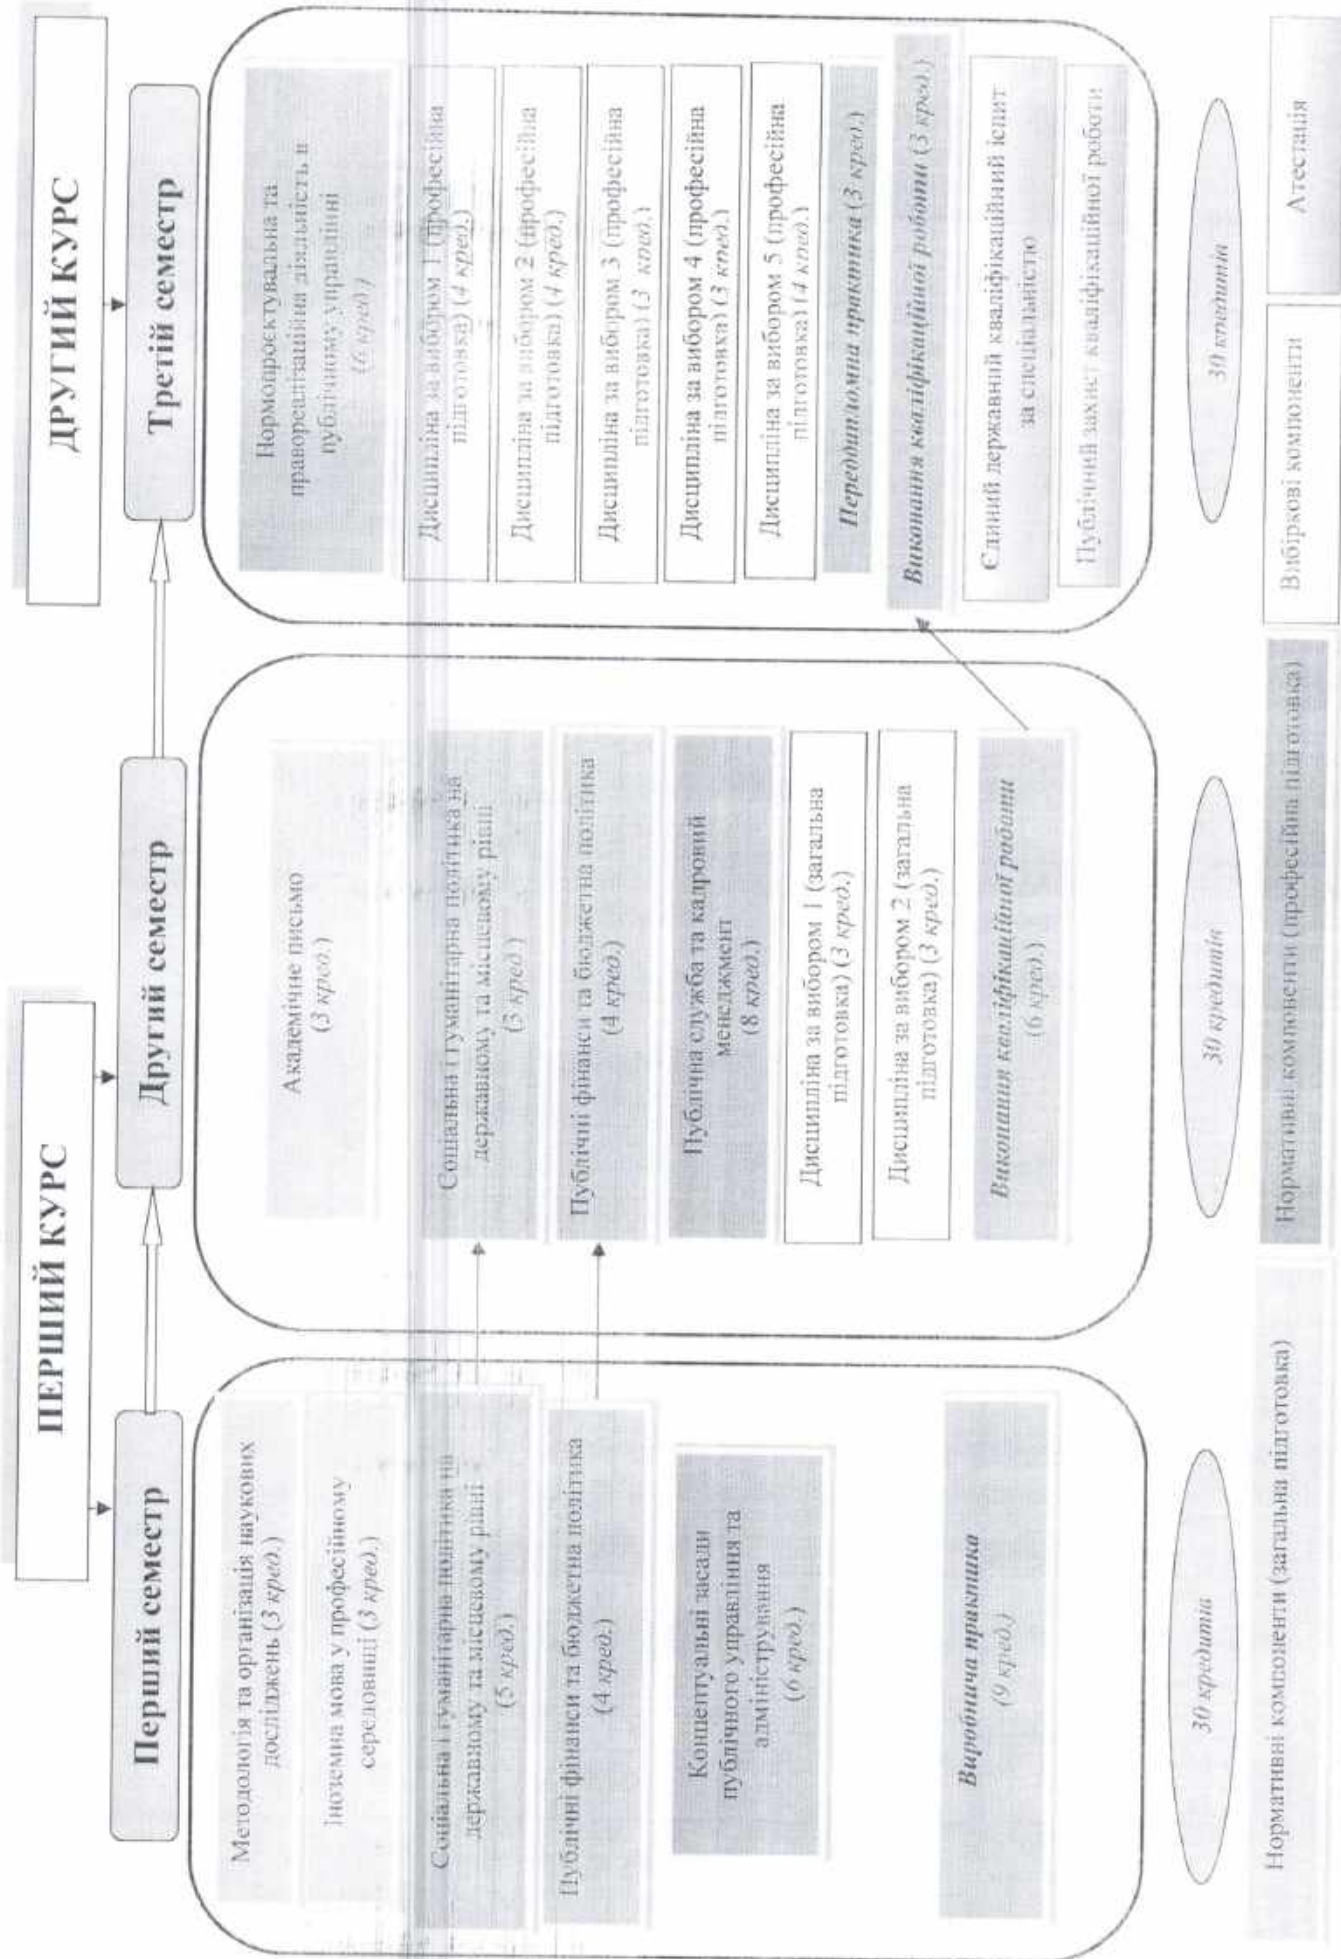 ПЕРШИЙ КУРС
ДРУГИЙ КУРС
Перший семестр
Другий семестр
Третій семестр
Методологія та організація наукових
досліджень (3 кред.)
Іноземна мова у професійному
середовищі (3 кред.)
Соціальна і гуманітарна політика на
державному та місцевому рівні
(5 кред.)
Публічні фінанси та бюджетна політика
(4 кред.)
Концептуальні засади
публічного управління та
адміністрування
(6 кред.)
Виробнича практика
(9 кред.)
30 кредитів
Академічне письмо
(3 кред.)
Соціальна і гуманітарна політика на
державному та місцевому рівні
(3 кред.)
Публічні фінанси та бюджетна політика
(4 кред.)
Публічна служба та кадровий
менеджмент
(8 кред.)
Дисципліна за вибором 1 (загальна
підготовка) (3 кред.)
Дисципліна за вибором 2 (загальна
підготовка) (3 кред.)
Виконання кваліфікаційної роботи
(6 кред.)
30 кредитів
Нормопроєктувальна та
правореалізаційна діяльність в
публічному управлінні
(6 кред.)
Дисципліна за вибором 1 (професійна
підготовка) (4 кред.)
Дисципліна за вибором 2 (професійна
підготовка) (4 кред.)
Дисципліна за вибором 3 (професійна
підготовка) (3 кред.)
Дисципліна за вибором 4 (професійна
підготовка) (3 кред.)
Дисципліна за вибором 5 (професійна
підготовка) (4 кред.)
Переддипломна практика (3 кред.)
Виконання кваліфікаційної роботи (3 кред.)
Єдиний державний кваліфікаційний іспит
за спеціальністю
Публічний захист кваліфікаційної роботи
30 кредитів
Нормативні компоненти (загальна підготовка)
Нормативні компоненти (професійна підготовка)
Вибіркові компоненти
Атестація